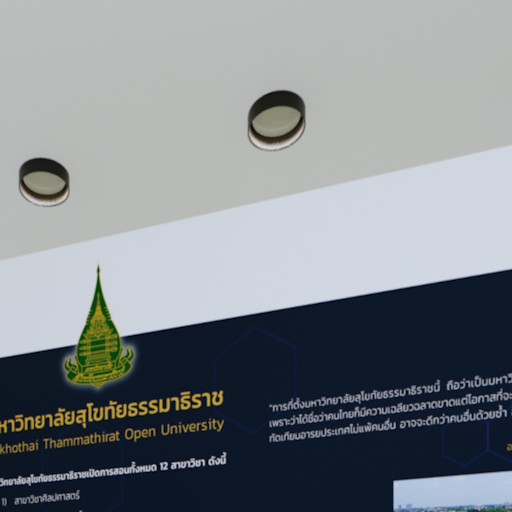 หาวิทยาลัยสุโขทัยธรรมาธิราช
khothai Thammathirat Open University
วิทยาลัยสุโขทัยธรรมาธิราชเปิดการสอนทั้งหมด 12 สาขาวิชา ดังนี้
1) สาขาวิชาศิลปศาสตร์
"การที่ตั้งมหาวิทยาลัยสุโขทัยธรรมาธิราชนี้ ถือว่าเป็นมหาวิ
เพราะว่าได้ชื่อว่าคนไทยก็มีความเฉลียวฉลาดขาดแต่โอกาสที่จะ
ทัดเทียมอารยประเทศไม่แพ้คนอื่น อาจจะดีกว่าคนอื่นด้วยซ้ำ